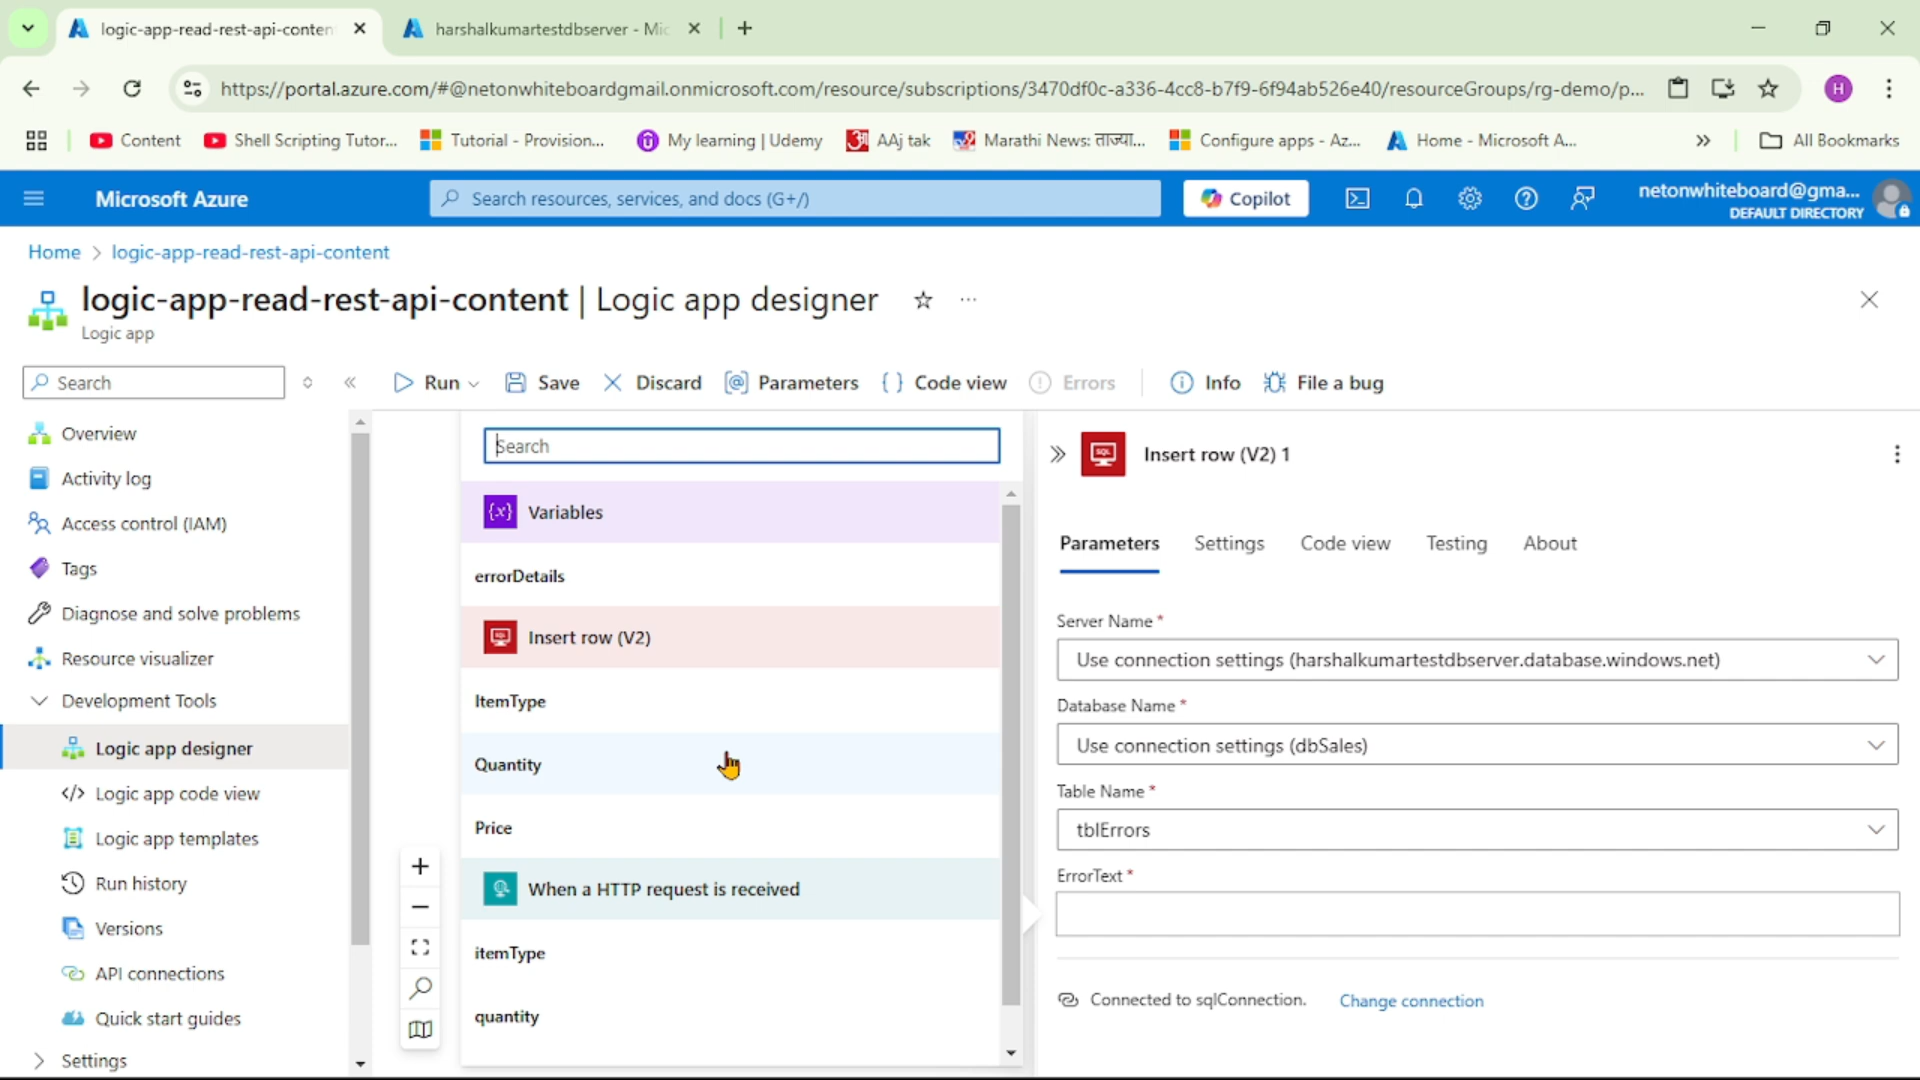 logic-app-read-rest-api-conten
harshalkumartestdbserver - Mic
https://portal.azure.com/#@netonwhiteboardgmail.onmicrosoft.com/resource/subscriptions/3470df0c-a336-4cc8-b7f9-6f94ab526e40/resourceGroups/rg-demo/p...
H
Content
Shell Scripting Tutor...
Tutorial - Provision...
My learning | Udemy
AAj tak
Marathi News: ताज्या...
Configure apps - Az...
Home - Microsoft A...
All Bookmarks
Microsoft Azure
Search resources, services, and docs (G+/)
Copilot
netonwhiteboard@gma...
DEFAULT DIRECTORY
Home > logic-app-read-rest-api-content
logic-app-read-rest-api-content | Logic app designer
Logic app
Search
Run
Save
Discard
Parameters
Code view
Errors
Info
File a bug
Overview
Activity log
Access control (IAM)
Tags
Diagnose and solve problems
Resource visualizer
Development Tools
Logic app designer
Logic app code view
Logic app templates
Run history
Versions
API connections
Quick start guides
Settings
Search
Variables
errorDetails
Insert row (V2)
ItemType
Quantity
Price
When a HTTP request is received
itemType
quantity
Insert row (V2) 1
Parameters
Settings
Code view
Testing
About
Server Name *
Use connection settings (harshalkumartestdbserver.database.windows.net)
Database Name *
Use connection settings (dbSales)
Table Name *
tblErrors
ErrorText *
Connected to sqlConnection.
Change connection